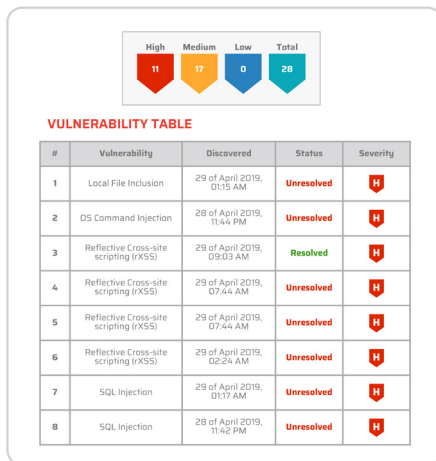 High Medium Low Total
11 17 0 28
VULNERABILITY TABLE
# Vulnerability Discovered Status Severity
1 Local File Inclusion 29 of April 2019, 01:15 AM Unresolved H
2 OS Command Injection 28 of April 2019, 11:44 PM Unresolved H
3 Reflective Cross-site scripting (rXSS) 29 of April 2019, 09:03 AM Resolved H
4 Reflective Cross-site scripting (rXSS) 29 of April 2019, 07:44 AM Unresolved H
5 Reflective Cross-site scripting (rXSS) 29 of April 2019, 07:44 AM Unresolved H
6 Reflective Cross-site scripting (rXSS) 29 of April 2019, 02:24 AM Unresolved H
7 SQL Injection 29 of April 2019, 01:17 AM Unresolved H
8 SQL Injection 28 of April 2019, 11:42 PM Unresolved H